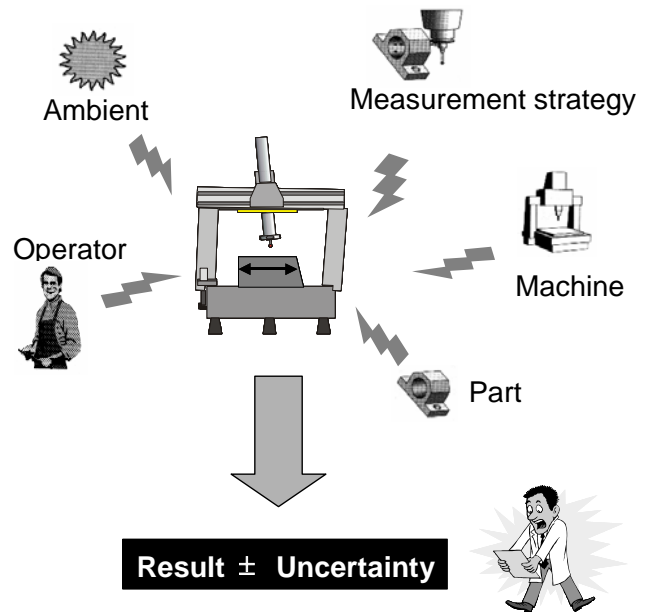 Ambient
Measurement strategy
Operator
Machine
Part
Result ± Uncertainty